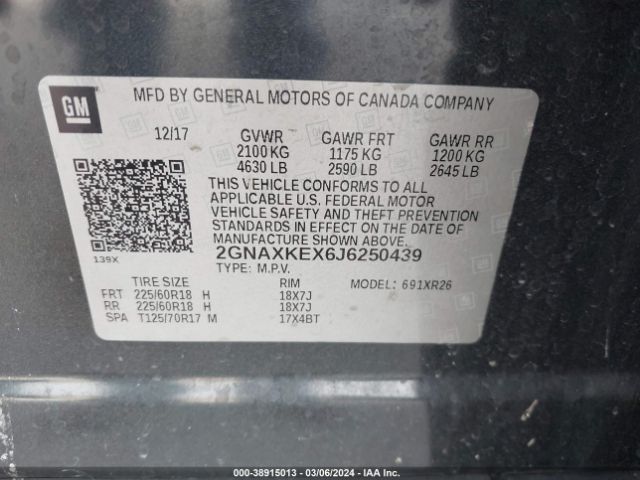 GM
MFD BY GENERAL MOTORS OF CANADA COMPANY
12/17 GVWR GAWR FRT GAWR RR
2100 KG 1175 KG 1200 KG
4630 LB 2590 LB 2645 LB
THIS VEHICLE CONFORMS TO ALL
APPLICABLE U.S. FEDERAL MOTOR
VEHICLE SAFETY AND THEFT PREVENTION
STANDARDS IN EFFECT ON THE DATE OF
MANUFACTURE SHOWN ABOVE.
139X
2GNAXKEX6J6250439
TYPE: M.P.V.
TIRE SIZE RIM MODEL: 691XR26
FRT 225/60R18 H 18X7J
RR 225/60R18 H 18X7J
SPA T125/70R17 M 17X4BT
000-38915013 - 03/06/2024 - IAA Inc.